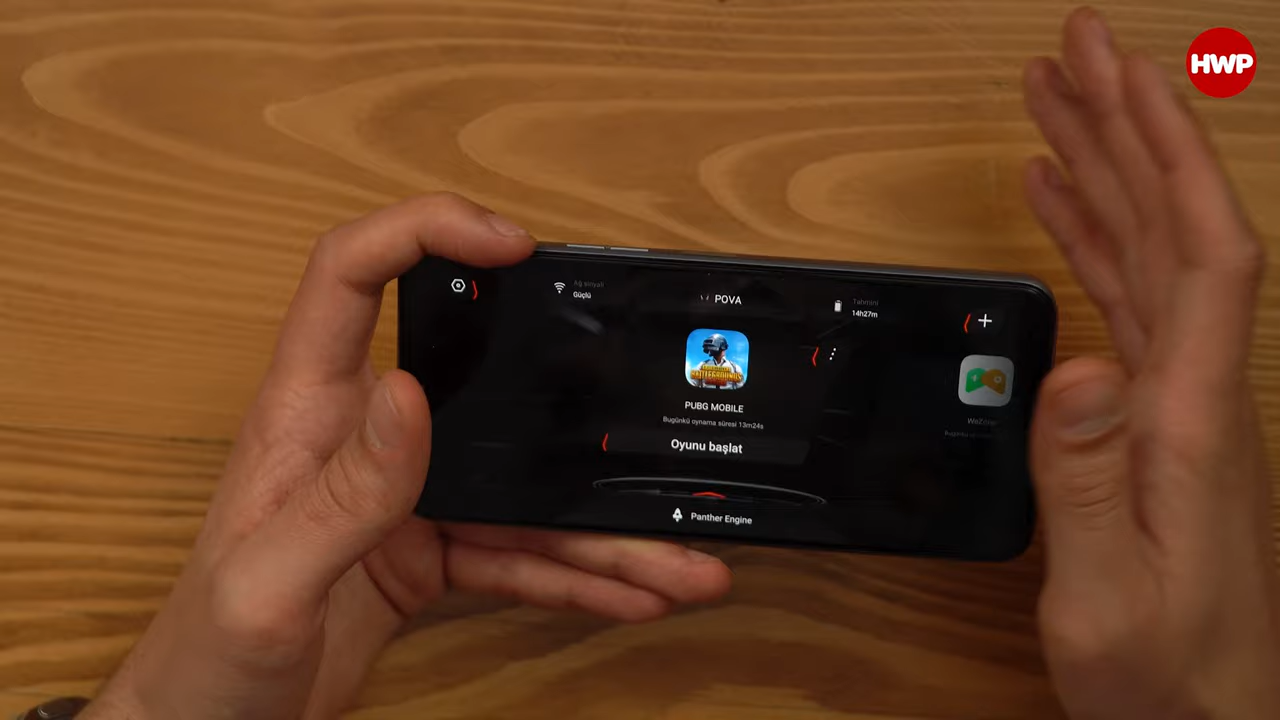 HWP
Ağ sinyali
Güçlü
POVA
Tahmini
14h27m
PUBG MOBILE
Bugünkü oynama süresi 13m24s
Oyunu başlat
Panther Engine